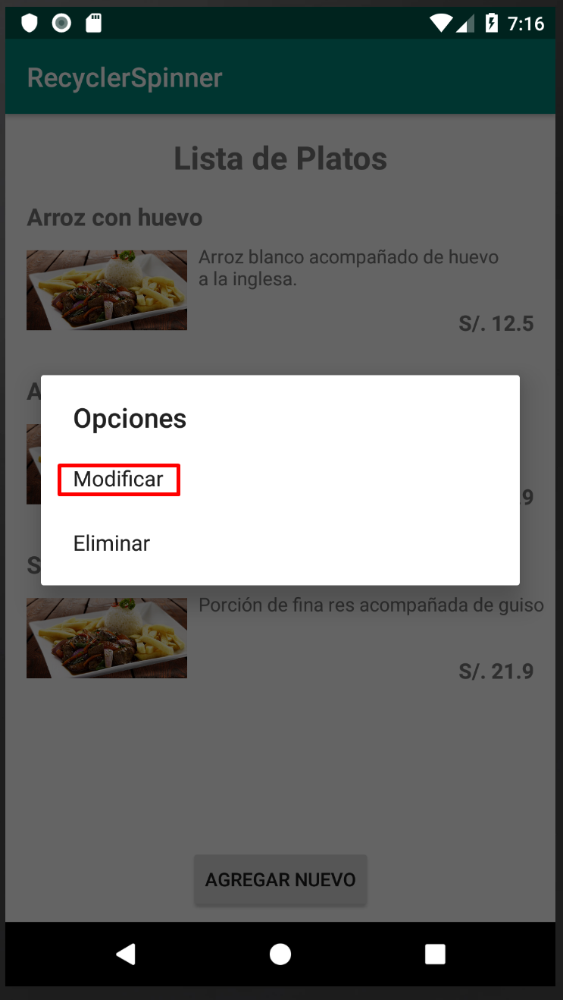 7:16
RecyclerSpinner
Lista de Platos
Arroz con huevo
Arroz blanco acompañado de huevo
a la inglesa.
S/. 12.5
A
Opciones
Modificar
9
Eliminar
S
Porción de fina res acompañada de guiso
S/. 21.9
AGREGAR NUEVO